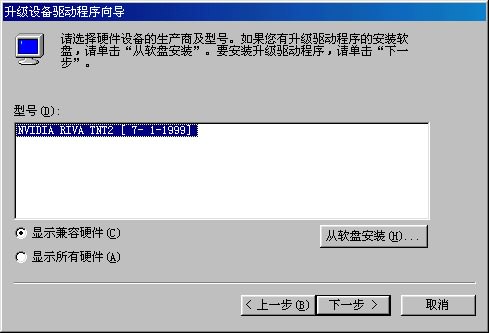 升级设备驱动程序向导
请选择硬件设备的生产商及型号。如果您有升级驱动程序的安装软
盘，请单击“从软盘安装”。要安装升级驱动程序，请单击“下一
步”。
型号(D):
NVIDIA RIVA TNT2 [ 7- 1-1999]
显示兼容硬件(C)
从软盘安装(H)...
显示所有硬件(A)
< 上一步(B)
下一步 >
取消